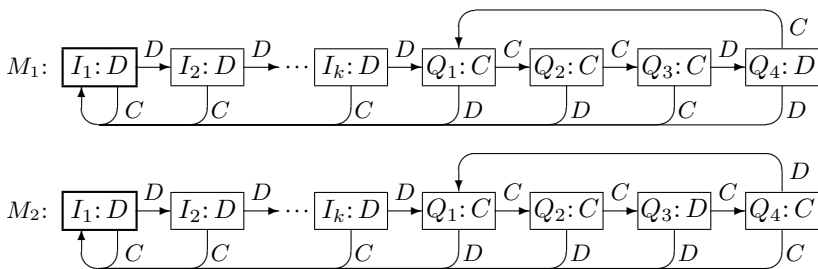 C
M₁: I₁: D D I₂: D D ··· Iₖ: D D Q₁: C C Q₂: C C Q₃: C D Q₄: D
C C C D D C D
D
M₂: I₁: D D I₂: D D ··· Iₖ: D D Q₁: C C Q₂: C C Q₃: D C Q₄: C
C C C D D D C